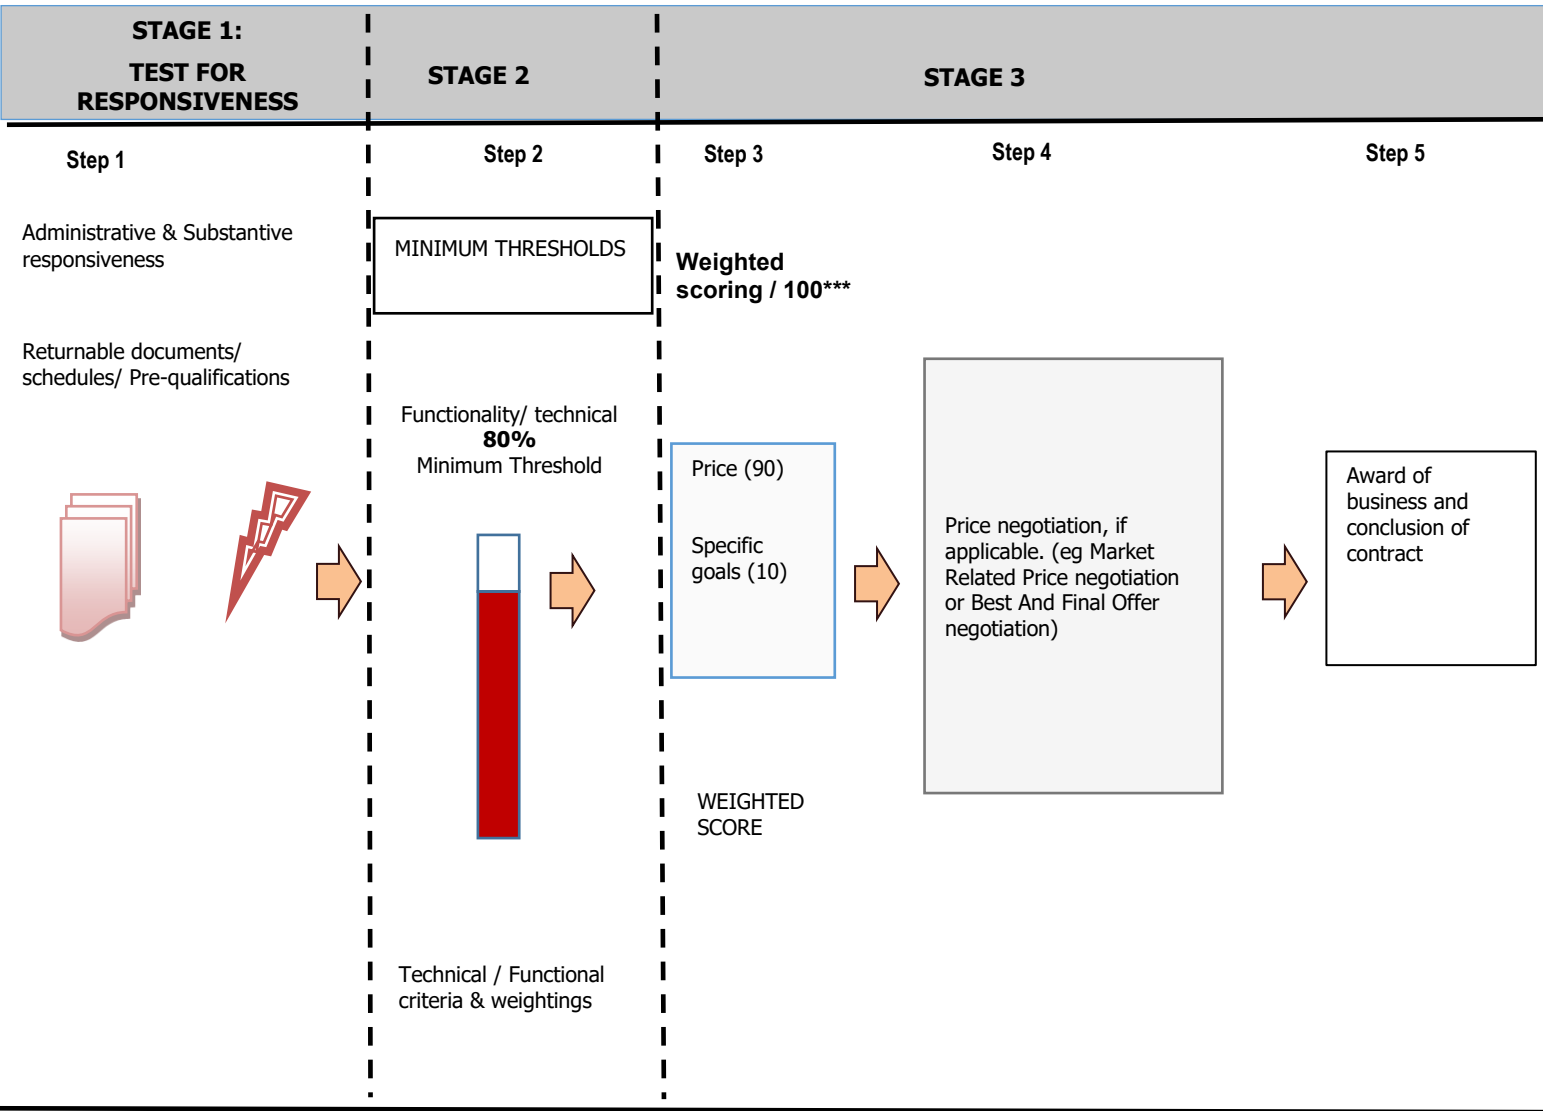 STAGE 1:
TEST FOR
RESPONSIVENESS
STAGE 2
STAGE 3
Step 1
Step 2
Step 3
Step 4
Step 5
Administrative & Substantive
responsiveness
Returnable documents/
schedules/ Pre-qualifications
MINIMUM THRESHOLDS
Functionality/ technical
80%
Minimum Threshold
Technical / Functional
criteria & weightings
Weighted
scoring / 100***
Price (90)
Specific
goals (10)
WEIGHTED
SCORE
Price negotiation, if
applicable. (eg Market
Related Price negotiation
or Best And Final Offer
negotiation)
Award of
business and
conclusion of
contract